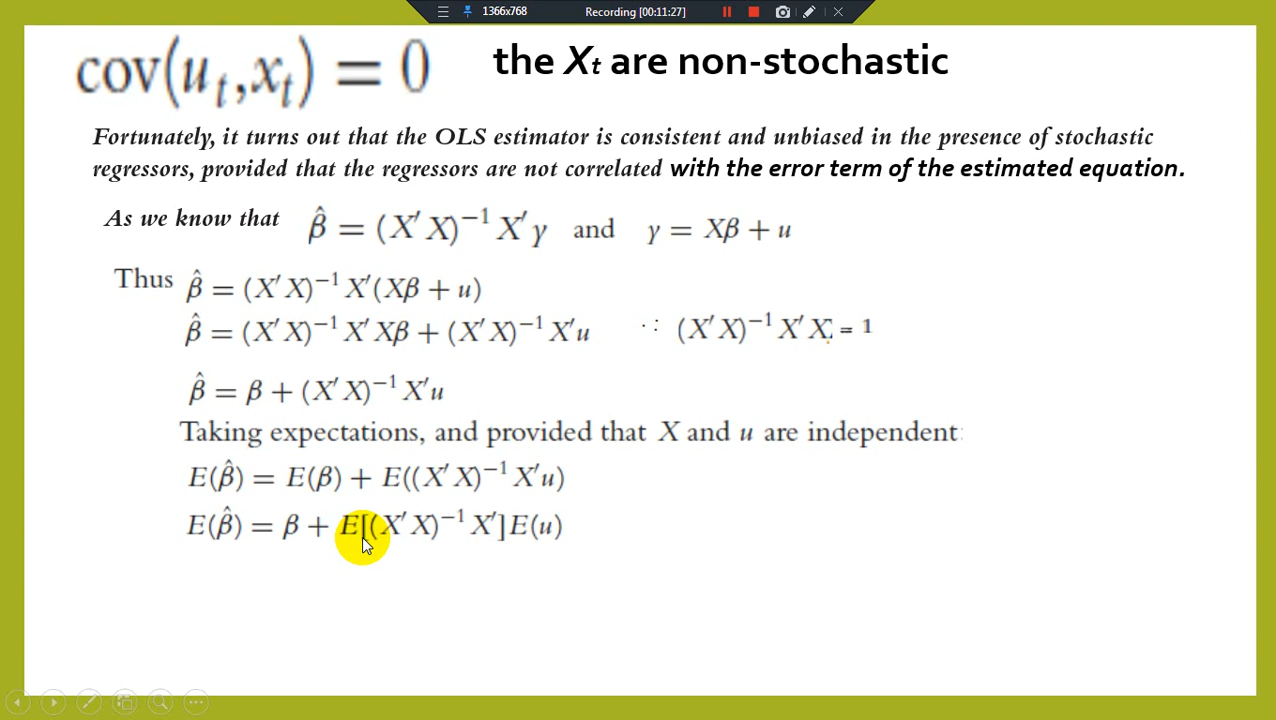 1366x768 Recording [00:11:27]
cov(u_t,x_t) = 0 the X_t are non-stochastic
Fortunately, it turns out that the OLS estimator is consistent and unbiased in the presence of stochastic
regressors, provided that the regressors are not correlated with the error term of the estimated equation.
As we know that β̂ = (X′X)⁻¹X′y and y = Xβ + u
Thus β̂ = (X′X)⁻¹X′(Xβ + u)
β̂ = (X′X)⁻¹X′Xβ + (X′X)⁻¹X′u ∵ (X′X)⁻¹X′X = 1
β̂ = β + (X′X)⁻¹X′u
Taking expectations, and provided that X and u are independent:
E(β̂) = E(β) + E((X′X)⁻¹X′u)
E(β̂) = β + E[(X′X)⁻¹X′]E(u)